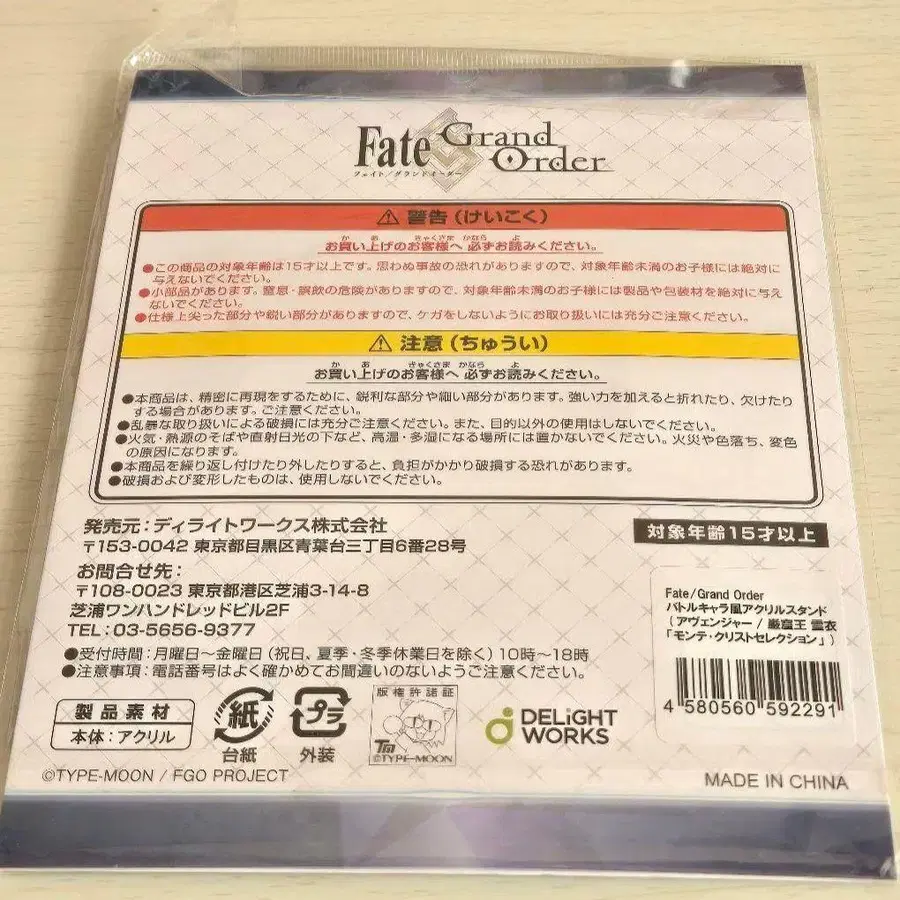 Fate Grand Order
フェイト/グランドオーダー
⚠ 警告 (けいこく)
お買い上げのお客様へ 必ずお読みください。
●この商品の対象年齢は15才以上です。思わぬ事故の恐れがありますので、対象年齢未満のお子様には絶対に
与えないでください。
●小部品があります。窒息・誤飲の危険がありますので、対象年齢未満のお子様には製品や包装材を絶対に与え
ないでください。
●仕様上尖った部分や鋭い部分がありますので、ケガをしないようにお取り扱いには充分ご注意ください。
⚠ 注意 (ちゅうい)
お買い上げのお客様へ 必ずお読みください。
●本商品は、精密に再現をするために、鋭利な部分や細い部分があります。強い力を加えると折れたり、欠けたり
する場合があります。ご注意ください。
●乱暴な取り扱いによる破損には充分ご注意ください。また、目的以外の使用はしないでください。
●火気・熱源のそばや直射日光の下など、高温・多湿になる場所には置かないでください。火災や色落ち、変色
の原因になります。
●本商品を繰り返し付けたり外したりすると、負担がかかり破損する恐れがあります。
●破損および変形したものは、使用しないでください。
発売元:ディライトワークス株式会社
〒153-0042 東京都目黒区青葉台三丁目6番28号
対象年齢15才以上
お問合せ先:
〒108-0023 東京都港区芝浦3-14-8
芝浦ワンハンドレッドビル2F
TEL:03-5656-9377
●受付時間:月曜日～金曜日(祝日、夏季・冬季休業日を除く)10時～18時
●注意事項:電話番号はよく確かめてお間違いのないようご注意ください。
Fate/Grand Order
バトルキャラ風アクリルスタンド
(アヴェンジャー / 巌窟王 霊衣
「モンテ・クリストセレクション」)
4 580560 592291
製品素材
本体:アクリル
紙
台紙
プラ
外装
版権許諾証
TM
©TYPE-MOON
DELiGHT
WORKS
©TYPE-MOON / FGO PROJECT
MADE IN CHINA